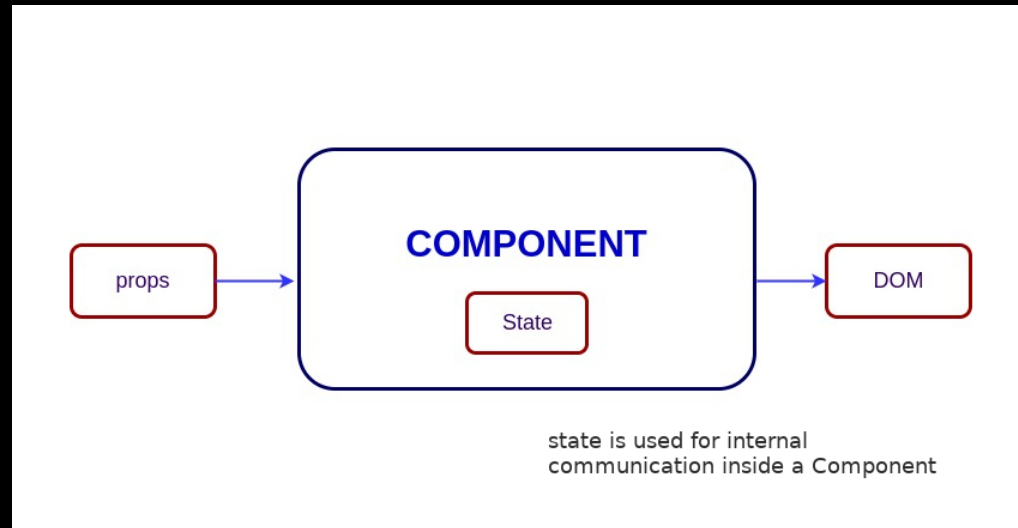 COMPONENT
props
State
DOM
state is used for internal
communication inside a Component